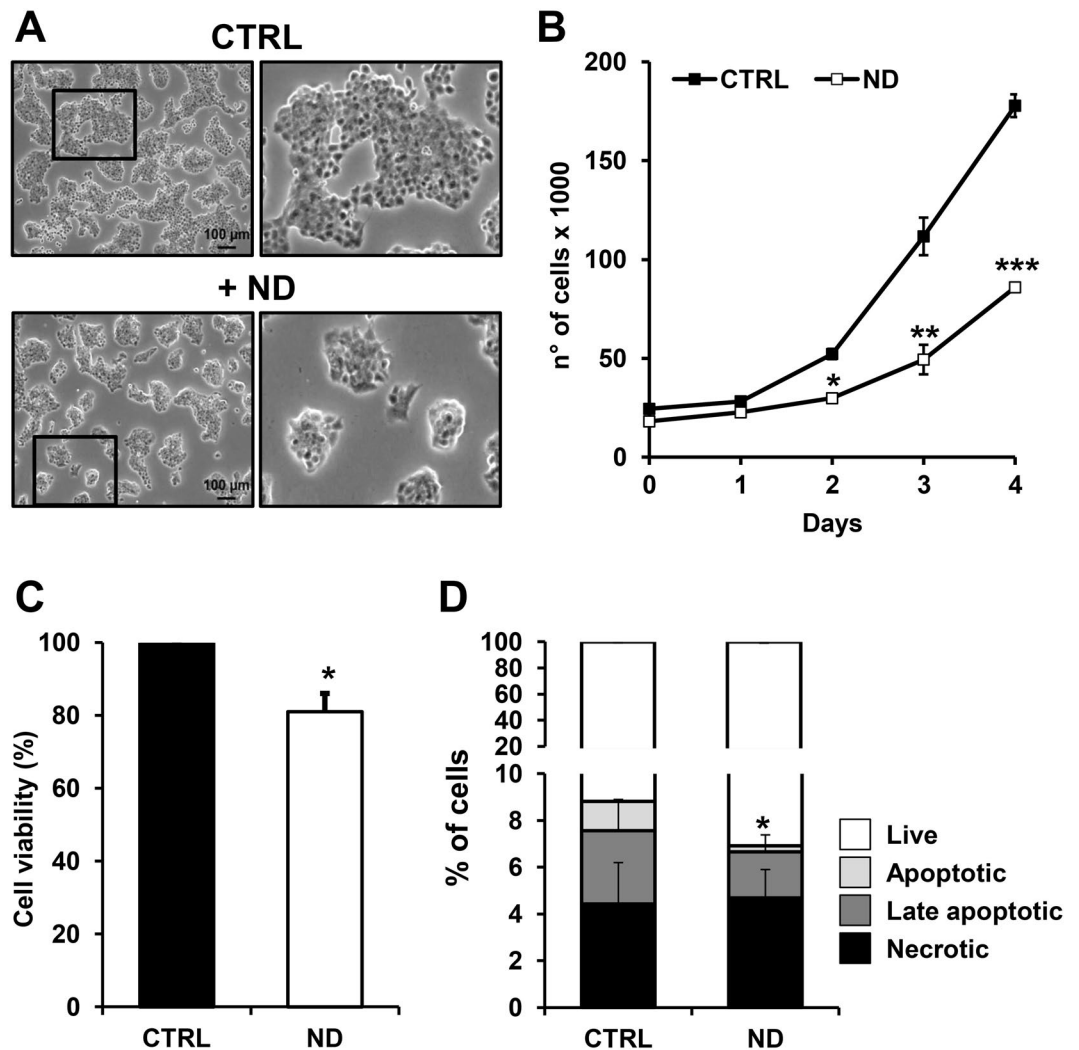 A
CTRL
100 µm
+ ND
100 µm
B
200
150
100
50
0
n° of cells x 1000
CTRL
ND
*
**
***
0 1 2 3 4
Days
C
100
80
60
40
20
0
Cell viability (%)
*
CTRL ND
D
100
80
60
40
20
10
8
6
4
2
0
% of cells
*
CTRL ND
Live
Apoptotic
Late apoptotic
Necrotic